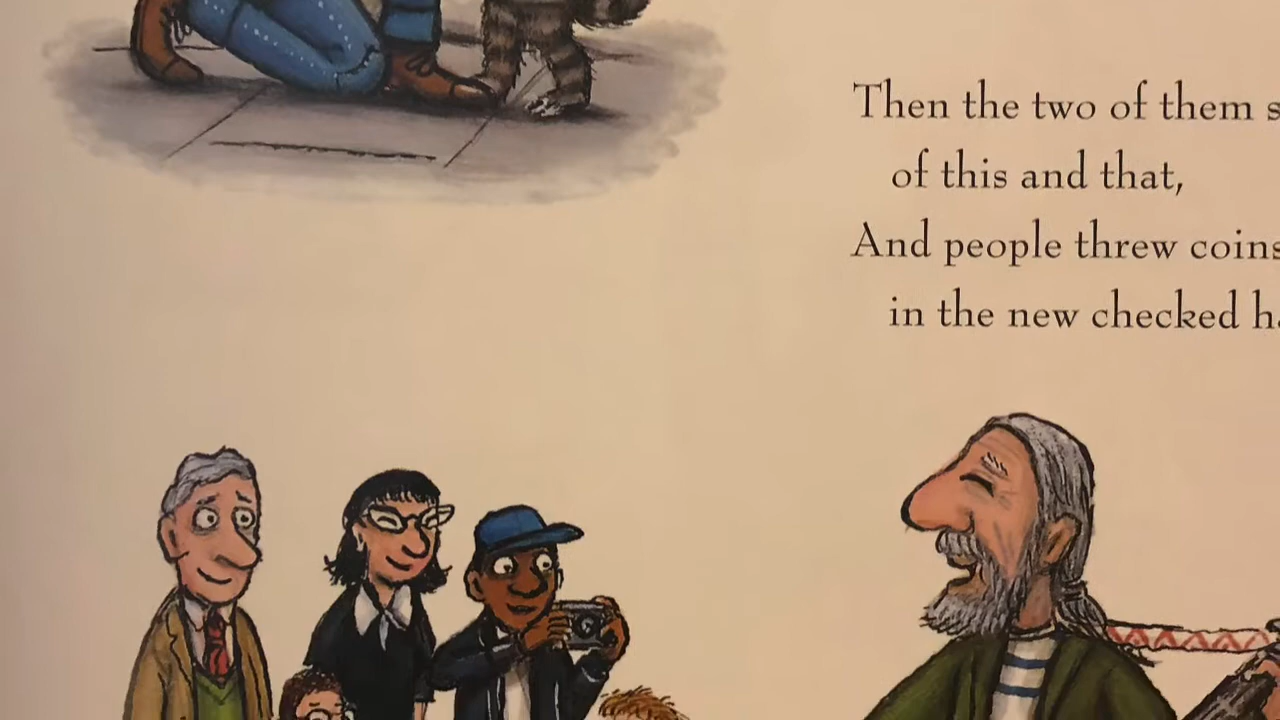 Then the two of them
of this and that,
And people threw coins
in the new checked